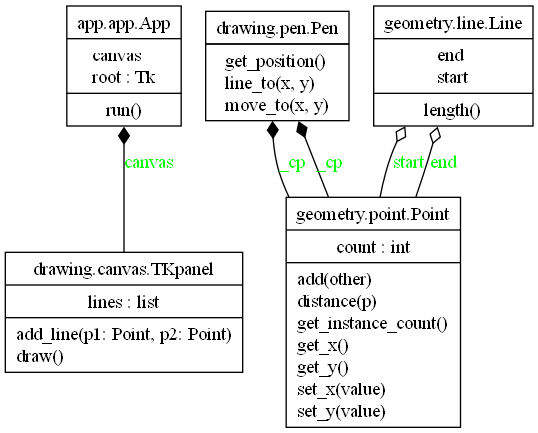 app.app.App
canvas
root : Tk
run()
drawing.pen.Pen
get_position()
line_to(x, y)
move_to(x, y)
geometry.line.Line
end
start
length()
canvas
_cp
_cp
start
end
drawing.canvas.TKpanel
lines : list
add_line(p1: Point, p2: Point)
draw()
geometry.point.Point
count : int
add(other)
distance(p)
get_instance_count()
get_x()
get_y()
set_x(value)
set_y(value)